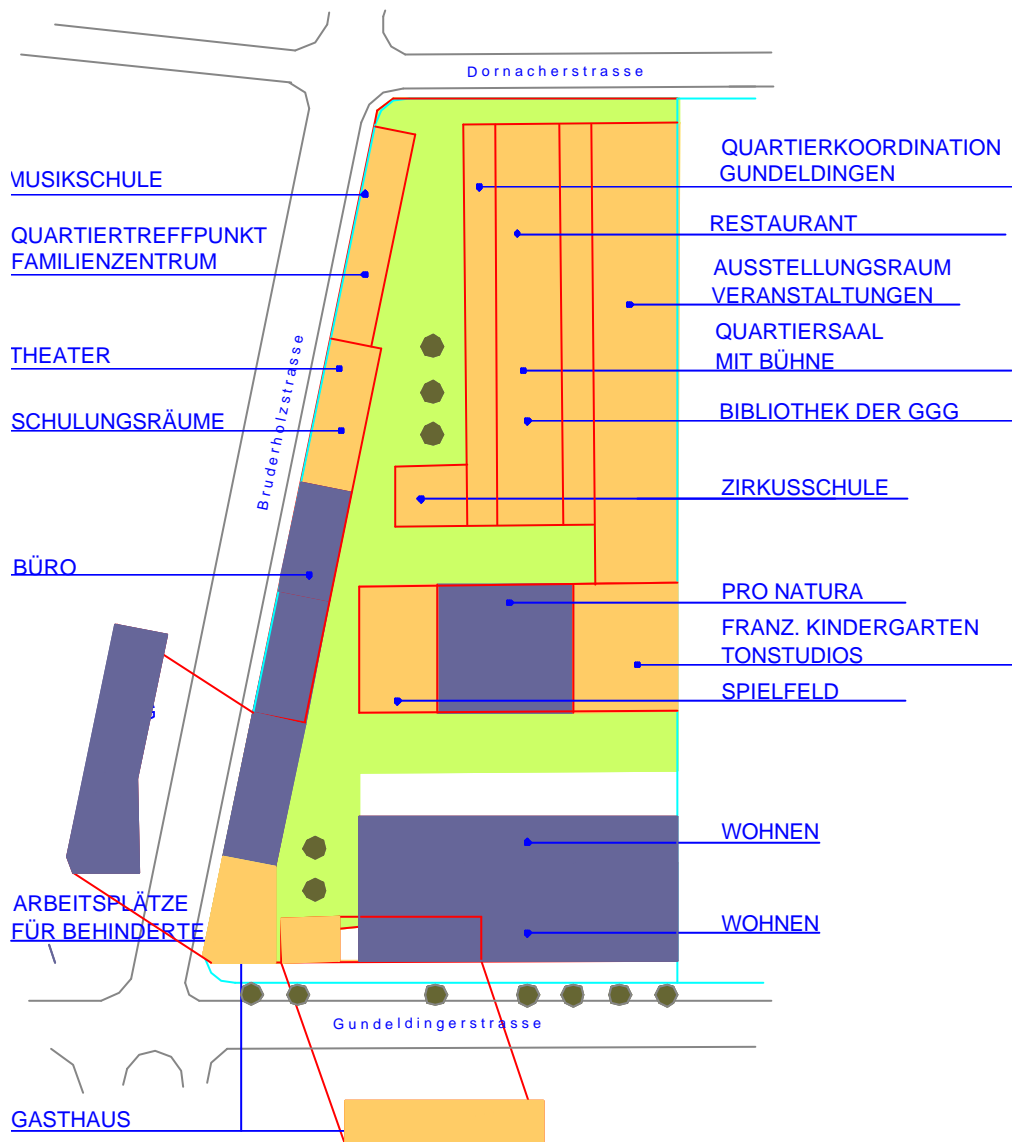 Dornacherstrasse
MUSIKSCHULE
QUARTIERTREFFPUNKT
FAMILIENZENTRUM
THEATER
SCHULUNGSRÄUME
Bruderholzstrasse
BÜRO
ARBEITSPLÄTZE
FÜR BEHINDERTE
GASTHAUS
QUARTIERKOORDINATION
GUNDELDINGEN
RESTAURANT
AUSSTELLUNGSRAUM
VERANSTALTUNGEN
QUARTIERSAAL
MIT BÜHNE
BIBLIOTHEK DER GGG
ZIRKUSSCHULE
PRO NATURA
FRANZ. KINDERGARTEN
TONSTUDIOS
SPIELFELD
WOHNEN
WOHNEN
Gundeldingerstrasse